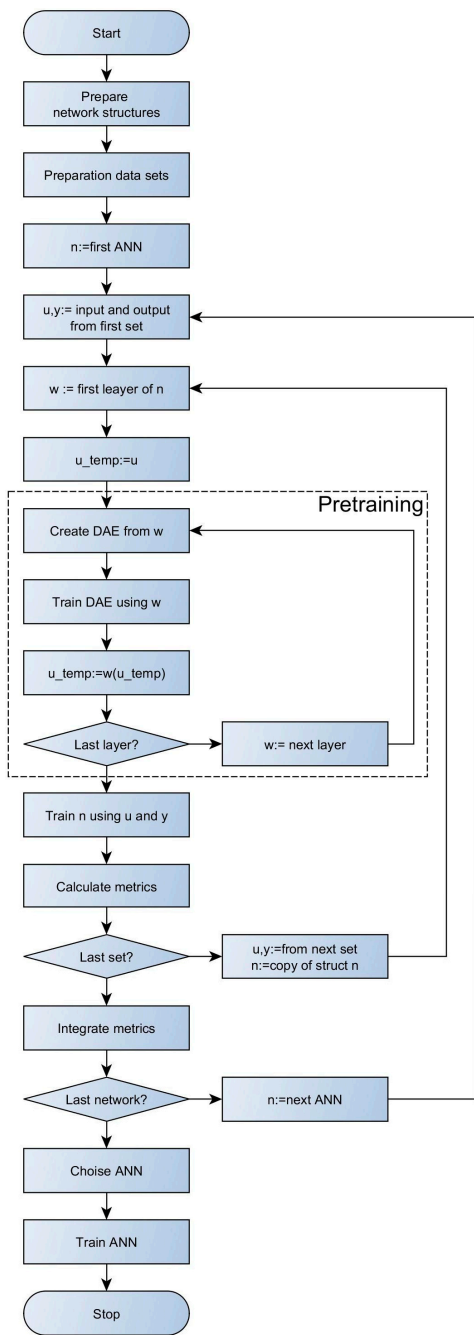 Start
Prepare
network structures
Preparation data sets
n:=first ANN
u,y:= input and output
from first set
w := first leayer of n
u_temp:=u
Pretraining
Create DAE from w
Train DAE using w
u_temp:=w(u_temp)
Last layer?
w:= next layer
Train n using u and y
Calculate metrics
Last set?
u,y:=from next set
n:=copy of struct n
Integrate metrics
Last network?
n:=next ANN
Choise ANN
Train ANN
Stop